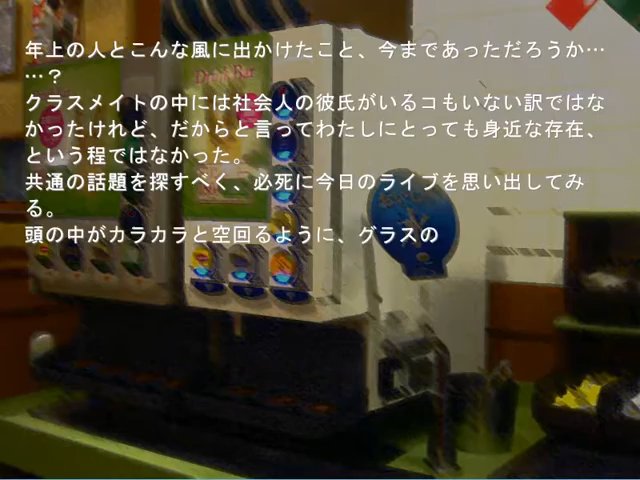 年上の人とこんな風に出かけたこと、今まであっただろうか…
…？
クラスメイトの中には社会人の彼氏がいるコもいない訳ではな
かったけれど、だからと言ってわたしにとっても身近な存在、
という程ではなかった。
共通の話題を探すべく、必死に今日のライブを思い出してみ
る。
頭の中がカラカラと空回るように、グラスの
Drink Bar